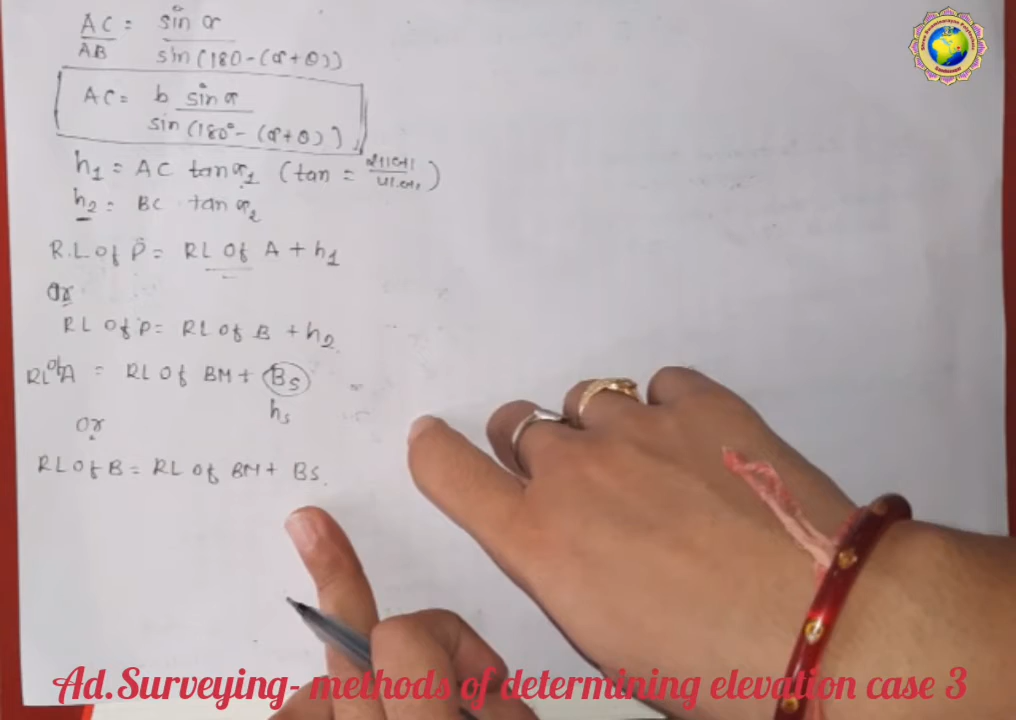 AC = sin α
AB sin(180-(α+θ))
AC = b sin α
sin(180°-(α+θ))
h1 = AC tan α1 (tan = સામેની
પાસેની)
h2 = BC tan α2
R.L of P = RL of A + h1
Or
RL of P = RL of B + h2.
RL of A = RL of BM + BS
hs
Or
RL of B = RL of BM + BS.
Ad.Surveying- methods of determining elevation case 3